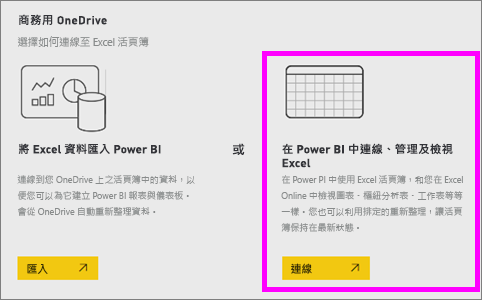 商務用 OneDrive
選擇如何連線至 Excel 活頁簿
將 Excel 資料匯入 Power BI
連線到您 OneDrive 上之活頁簿中的資料，以
便您可以為它建立 Power BI 報表與儀表板。
會從 OneDrive 自動重新整理資料。
匯入
或
在 Power BI 中連線、管理及檢視
Excel
在 Power PI 中使用 Excel 活頁簿，和您在 Excel
Online 中檢視圖表、樞紐分析表、工作表等等
一樣。您也可以利用排定的重新整理，讓活頁
簿保持在最新狀態。
連線